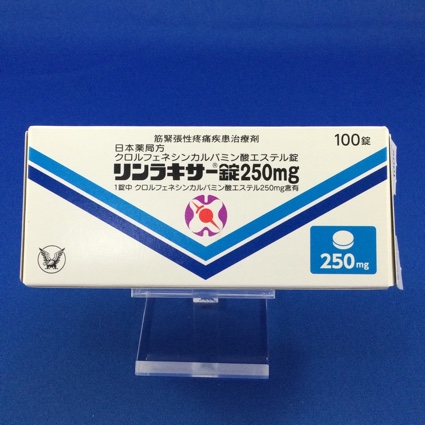 筋緊張性疼痛疾患治療剤
日本薬局方
クロルフェネシンカルバミン酸エステル錠
リンラキサー®錠250mg
1錠中 クロルフェネシンカルバミン酸エステル250mg含有
100錠
250mg